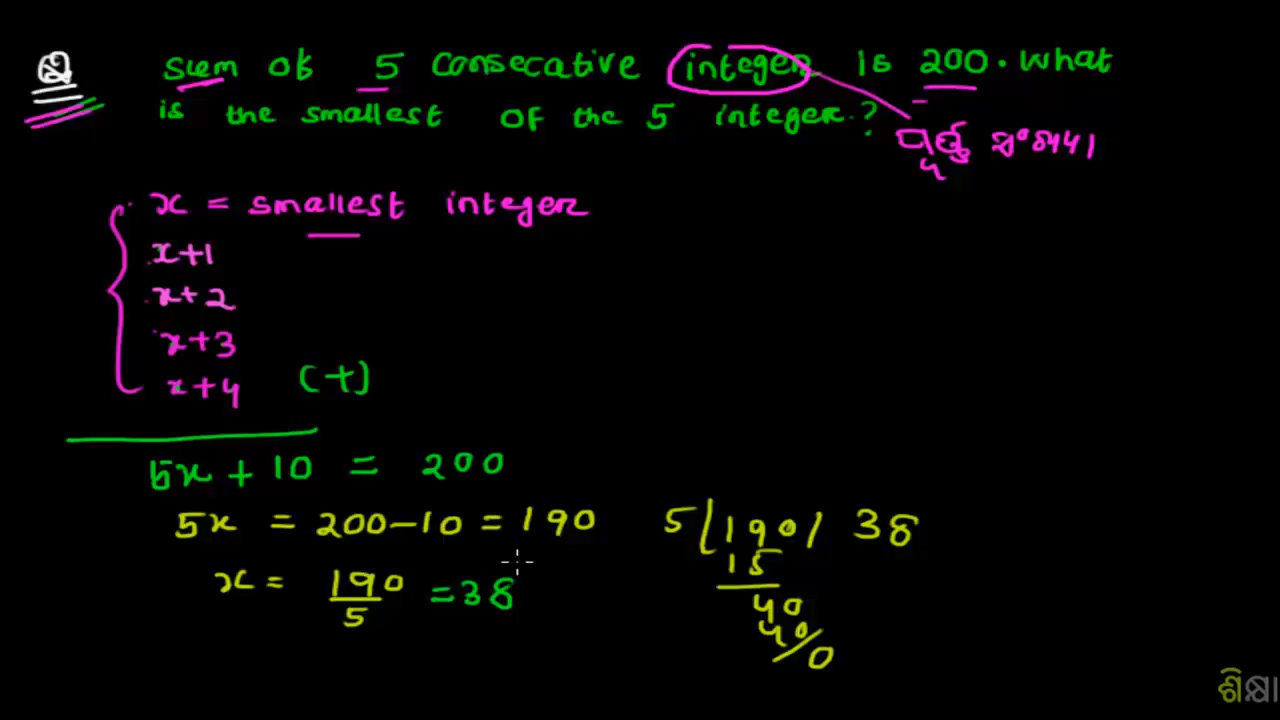 ପ୍ର
Sum of 5 Consecative integer is 200. What
is the smallest of the 5 integer?
ପୂର୍ଣ୍ଣ ସଂଖ୍ୟା
x = smallest integer
x+1
x+2
x+3
x+4 (+)
5x + 10 = 200
5x = 200-10 = 190
x = 190/5 = 38
5(190)38
15
40
40
0
ଶିକ୍ଷା